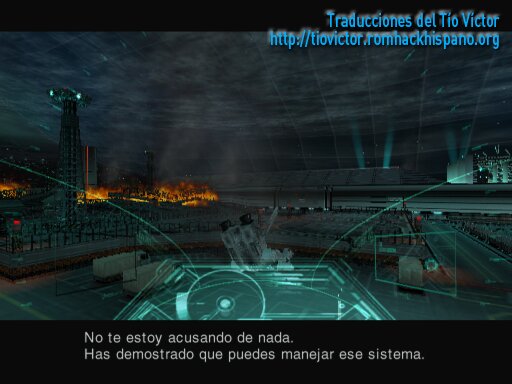 Traducciones del Tío Víctor
http://tiovictor.romhackhispano.org
No te estoy acusando de nada.
Has demostrado que puedes manejar ese sistema.